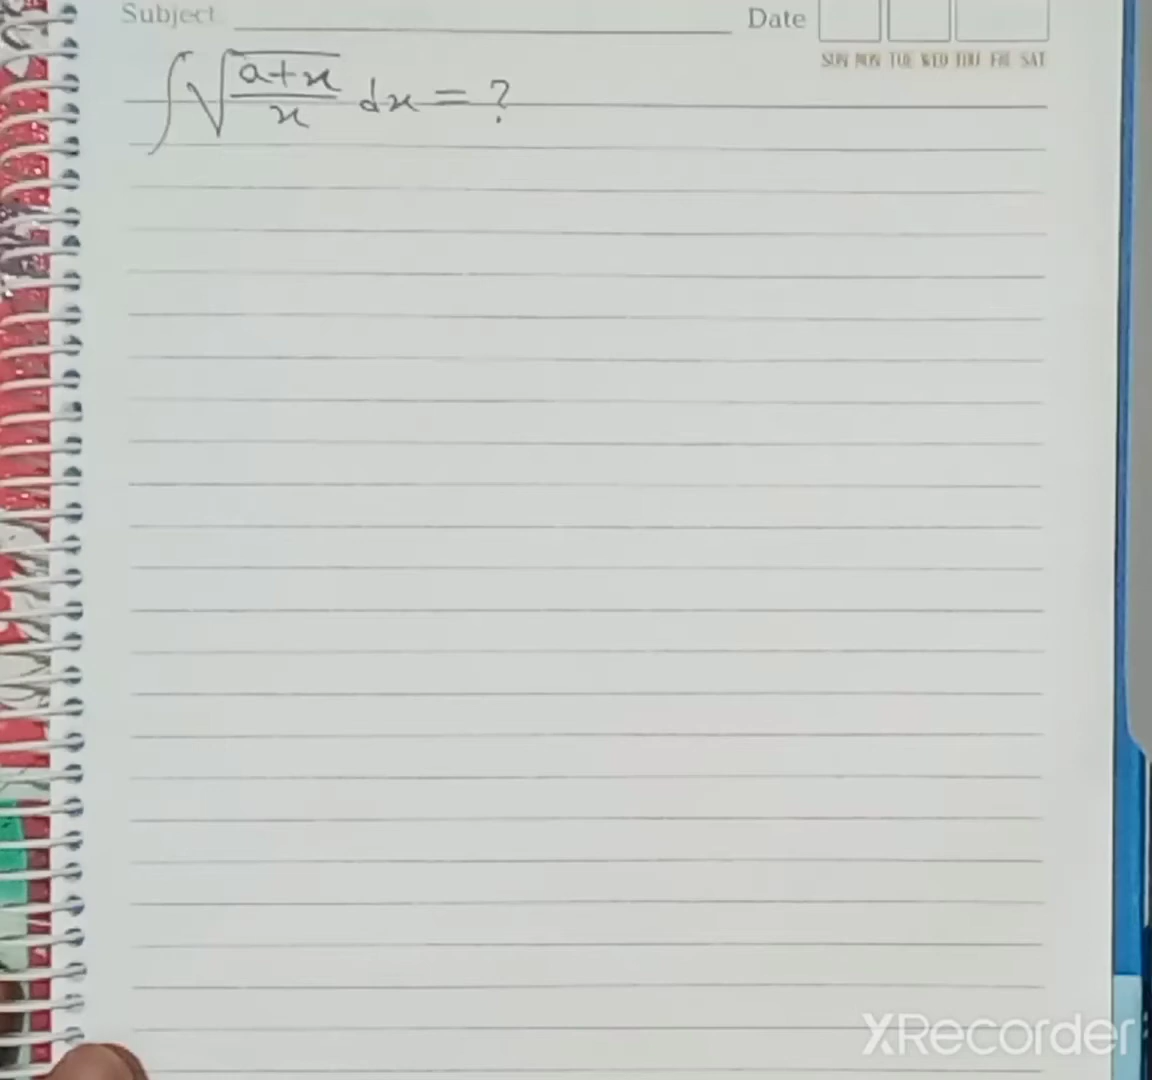 Subject
Date
SUN MON TUE WED THU FRI SAT
∫√((a+x)/x) dx = ?
XRecorder